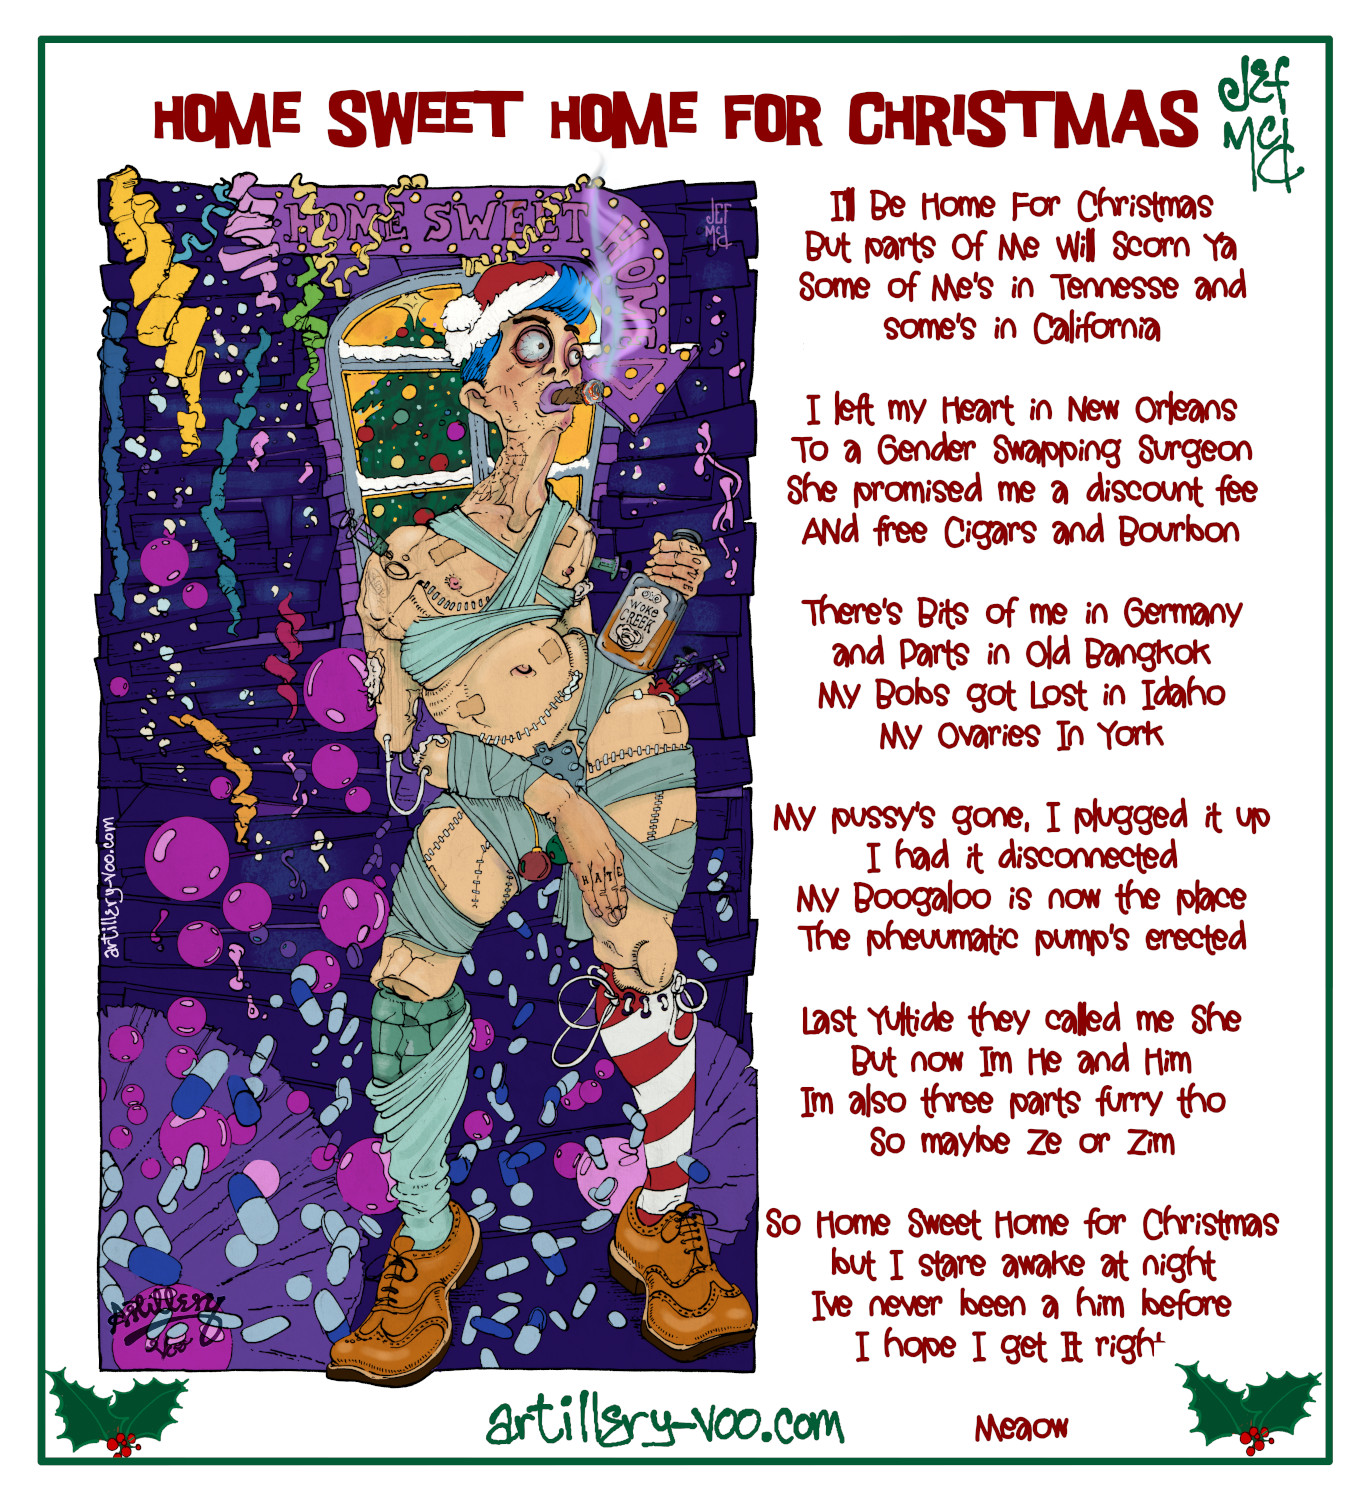 HOME SWEET HOME FOR CHRISTMAS
Jef
McD
HOME SWEET HOME
Jef
McD
I'll Be Home For Christmas
But parts Of Me Will Scorn Ya
Some of Me's in Tennesse and
some's in California
I left my Heart in New Orleans
To a Gender Swapping Surgeon
She promised me a discount fee
ANd free Cigars and Bourbon
There's Bits of me in Germany
and Parts in Old Bangkok
My Bobs got Lost in Idaho
My Ovaries In York
My pussy's gone, I plugged it up
I had it disconnected
My Boogaloo is now the place
The pheuumatic pump's erected
Last Yultide they called me She
But now Im He and Him
Im also three parts furry tho
So maybe Ze or Zim
So Home Sweet Home for Christmas
but I stare awake at night
Ive never been a him before
I hope I get It right
Meaow
Ole
WOKE
CREEK
HATE
artillery-voo.com
Artillery
Voo
artillery-voo.com